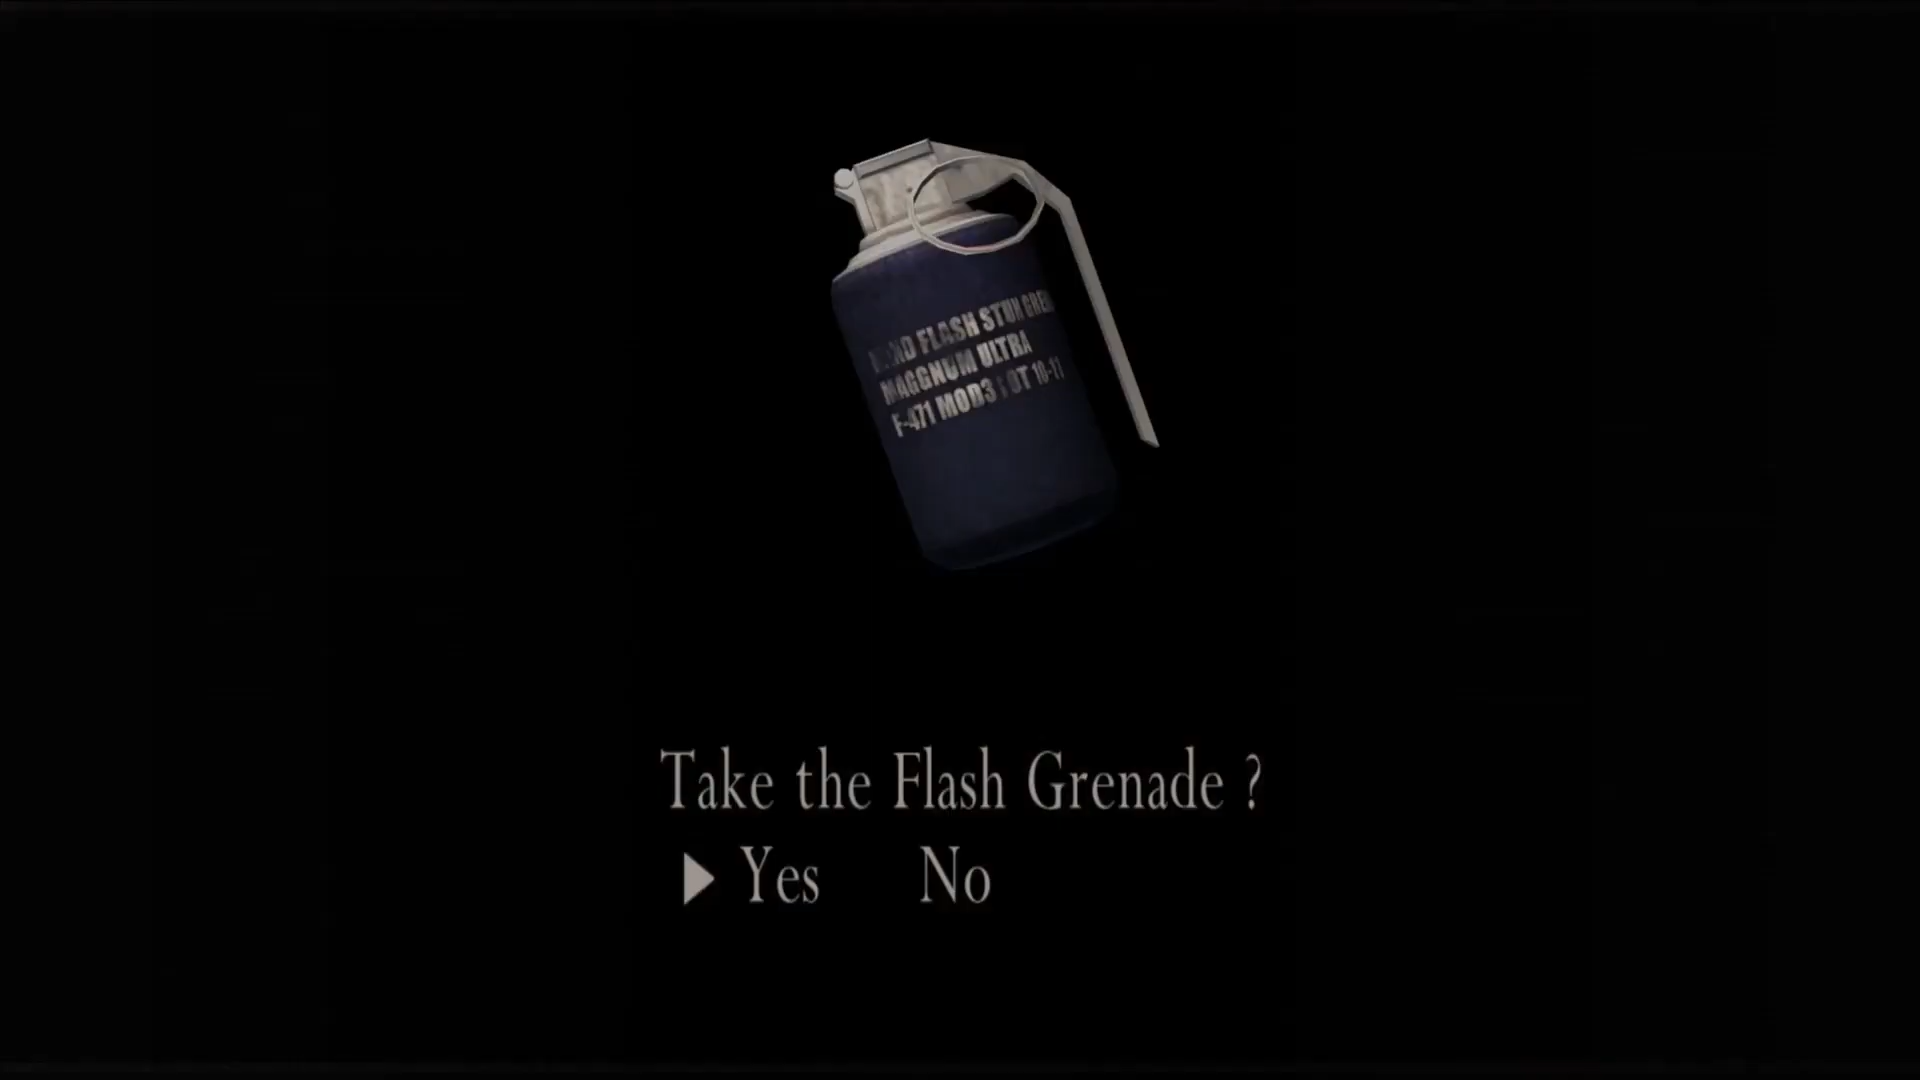 FLASH STUN GREN
MAGGNUM ULTRA
F-471 MOD3 LOT 10-11
Take the Flash Grenade ?
Yes No